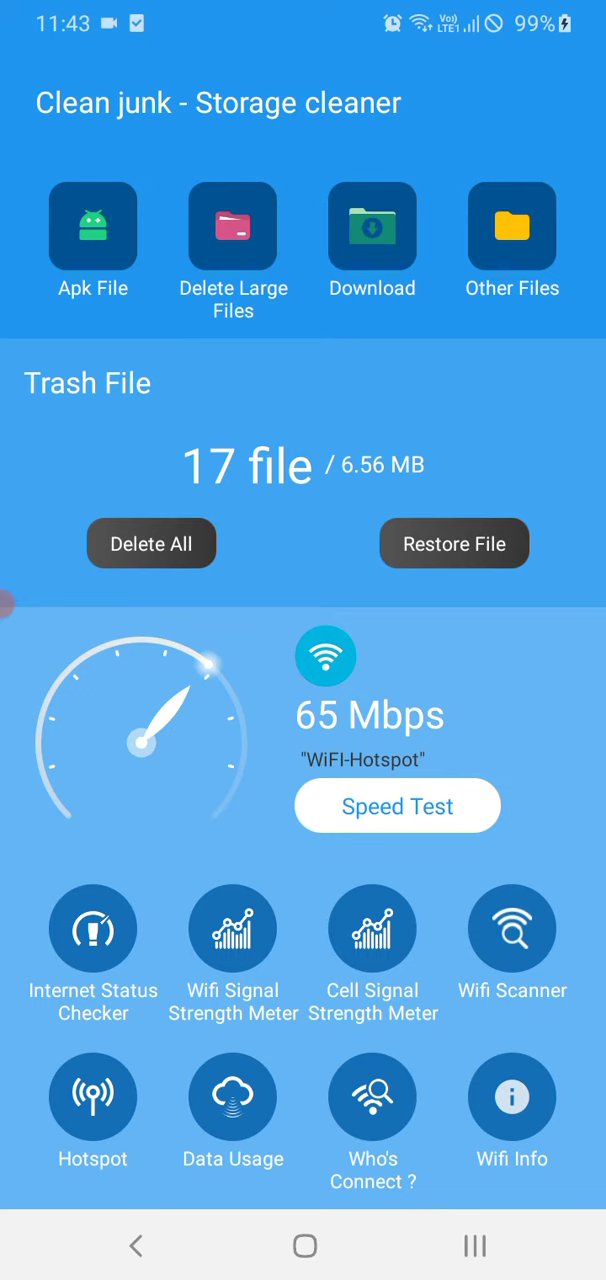 11:43
Vo)) LTE1
99%
Clean junk - Storage cleaner
Apk File
Delete Large
Files
Download
Other Files
Trash File
17 file / 6.56 MB
Delete All
Restore File
65 Mbps
"WiFI-Hotspot"
Speed Test
Internet Status
Checker
Wifi Signal
Strength Meter
Cell Signal
Strength Meter
Wifi Scanner
Hotspot
Data Usage
Who's
Connect ?
Wifi Info